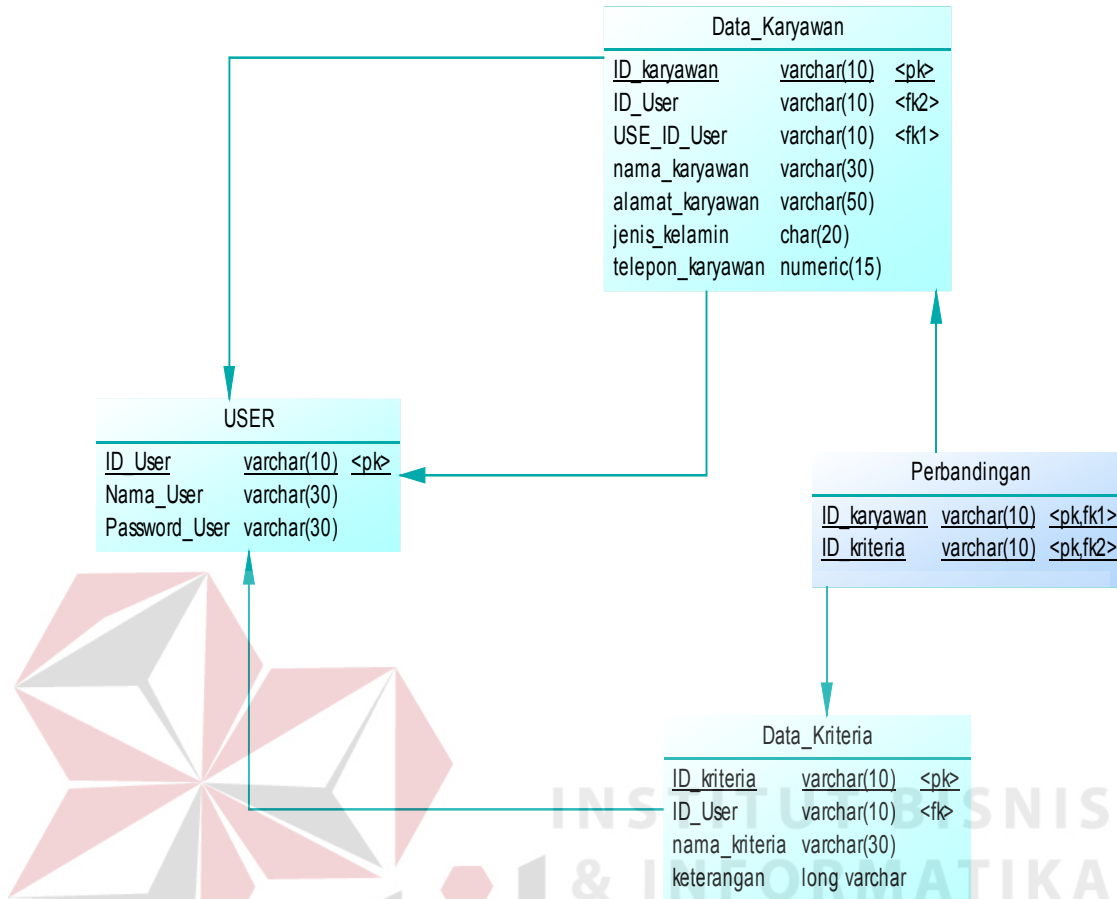 Data_Karyawan
ID_karyawan varchar(10) <pk>
ID_User varchar(10) <fk2>
USE_ID_User varchar(10) <fk1>
nama_karyawan varchar(30)
alamat_karyawan varchar(50)
jenis_kelamin char(20)
telepon_karyawan numeric(15)
USER
ID_User varchar(10) <pk>
Nama_User varchar(30)
Password_User varchar(30)
Perbandingan
ID_karyawan varchar(10) <pk,fk1>
ID_kriteria varchar(10) <pk,fk2>
Data_Kriteria
ID_kriteria varchar(10) <pk>
ID_User varchar(10) <fk>
nama_kriteria varchar(30)
keterangan long varchar
INSTITUT BISNIS
& INFORMATIKA